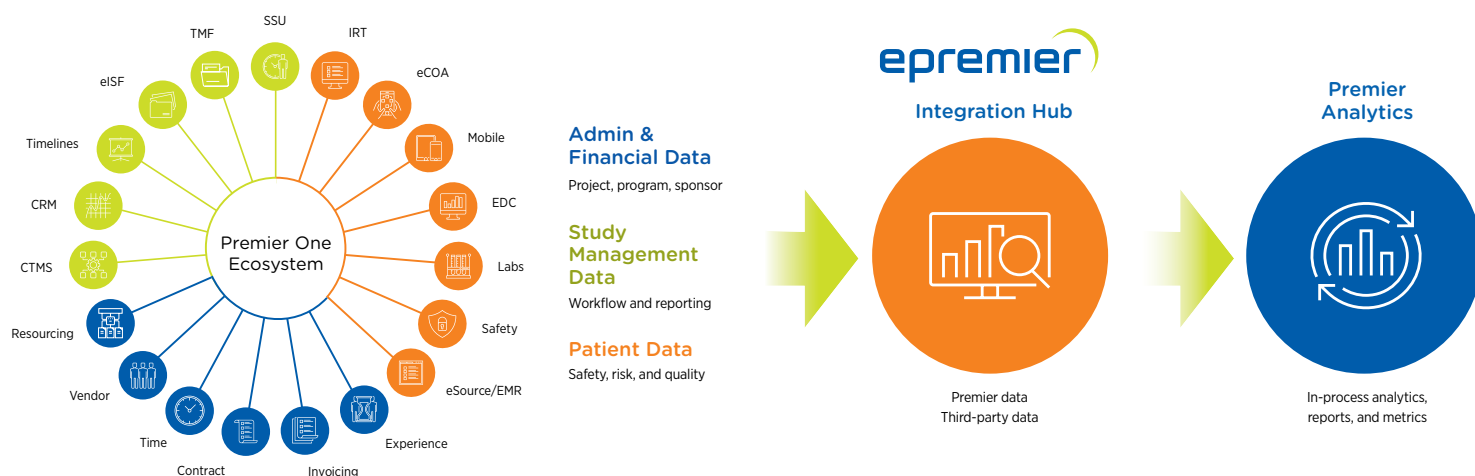 SSU
IRT
TMF
eCOA
eISF
Mobile
Timelines
EDC
CRM
Labs
CTMS
Safety
Resourcing
eSource/EMR
Vendor
Experience
Time
Invoicing
Contract
Premier One
Ecosystem
Admin &
Financial Data
Project, program, sponsor
Study
Management
Data
Workflow and reporting
Patient Data
Safety, risk, and quality
epremier
Integration Hub
Premier data
Third-party data
Premier
Analytics
In-process analytics,
reports, and metrics